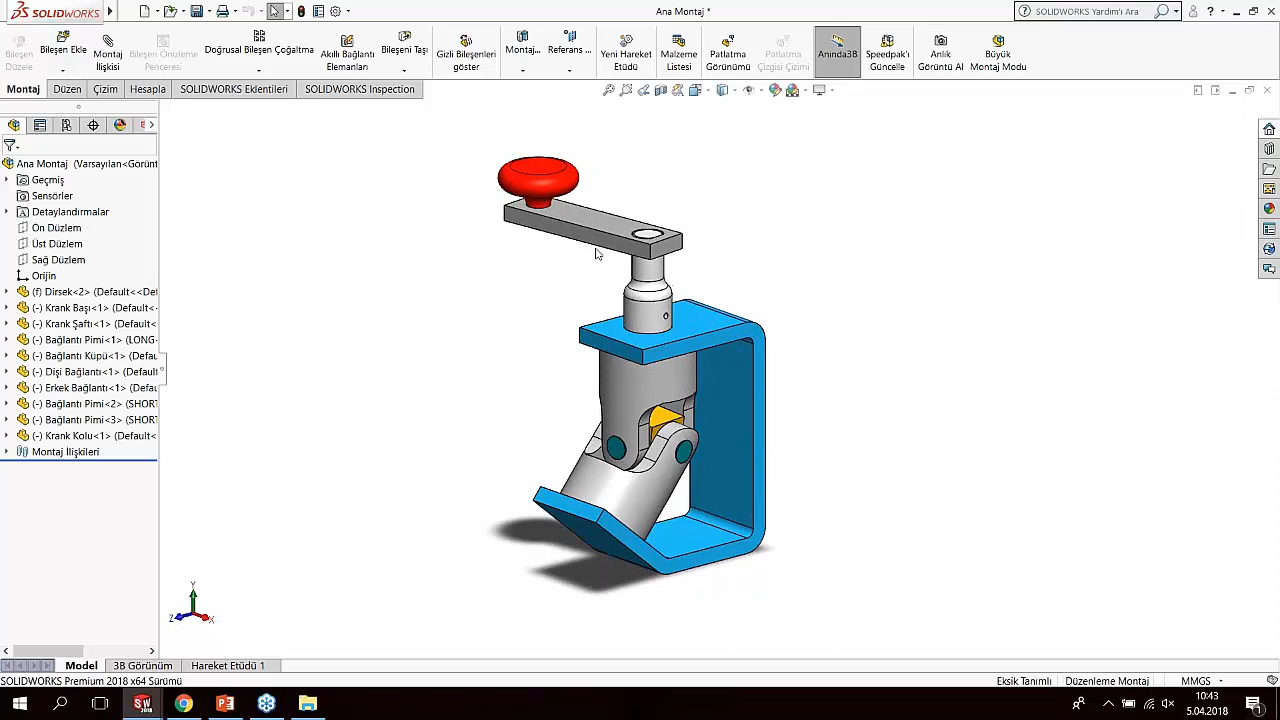 SOLIDWORKS
Ana Montaj *
SOLIDWORKS Yardım'ı Ara
Bileşen Düzele
Bileşen Ekle
Montaj İlişkisi
Bileşen Önizleme Penceresi
Doğrusal Bileşen Çoğaltma
Akıllı Bağlantı Elemanları
Bileşeni Taşı
Gizli Bileşenleri göster
Montaj...
Referans ...
Yeni Hareket Etüdü
Malzeme Listesi
Patlatma Görünümü
Patlatma Çizgisi Çizimi
Anında3B
Speedpak'ı Güncelle
Anlık Görüntü Al
Büyük Montaj Modu
Montaj
Düzen
Çizim
Hesapla
SOLIDWORKS Eklentileri
SOLIDWORKS Inspection
Ana Montaj (Varsayılan<Görünt
Geçmiş
Sensörler
Detaylandırmalar
Ön Düzlem
Üst Düzlem
Sağ Düzlem
Orijin
(f) Dirsek<2> (Default<<Def
(-) Krank Başı<1> (Default<
(-) Krank Şaftı<1> (Default<
(-) Bağlantı Pimi<1> (LONG
(-) Bağlantı Küpü<1> (Defau
(-) Dişi Bağlantı<1> (Default
(-) Erkek Bağlantı<1> (Defau
(-) Bağlantı Pimi<2> (SHOR
(-) Bağlantı Pimi<3> (SHOR
(-) Krank Kolu<1> (Default<
Montaj İlişkileri
Y
Z
X
Model
3B Görünüm
Hareket Etüdü 1
SOLIDWORKS Premium 2018 x64 Sürümü
Eksik Tanımlı
Düzenleme Montaj
MMGS
10:43
5.04.2018